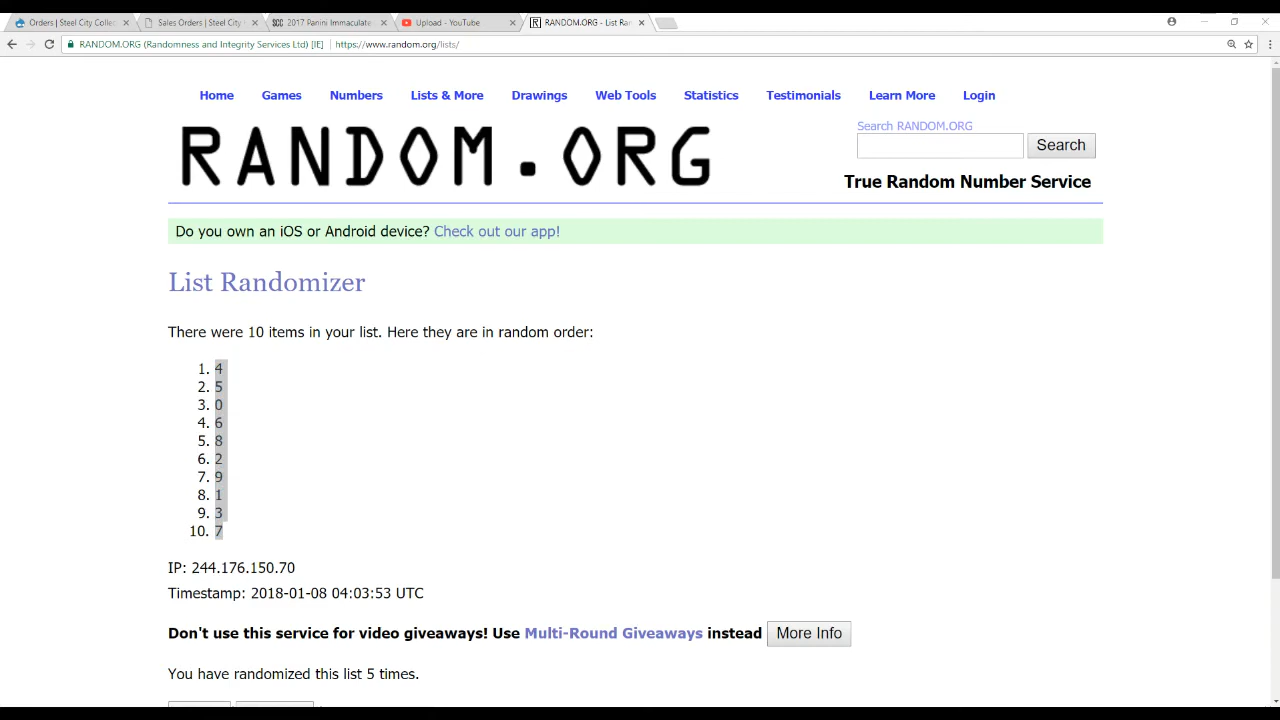 Orders | Steel City Collec
Sales Orders | Steel City
2017 Panini Immaculate
Upload - YouTube
RANDOM.ORG - List Ran
RANDOM.ORG (Randomness and Integrity Services Ltd) [IE] | https://www.random.org/lists/
Home Games Numbers Lists & More Drawings Web Tools Statistics Testimonials Learn More Login
RANDOM.ORG
Search RANDOM.ORG
Search
True Random Number Service
Do you own an iOS or Android device? Check out our app!
List Randomizer
There were 10 items in your list. Here they are in random order:
1. 4
2. 5
3. 0
4. 6
5. 8
6. 2
7. 9
8. 1
9. 3
10. 7
IP: 244.176.150.70
Timestamp: 2018-01-08 04:03:53 UTC
Don't use this service for video giveaways! Use Multi-Round Giveaways instead More Info
You have randomized this list 5 times.